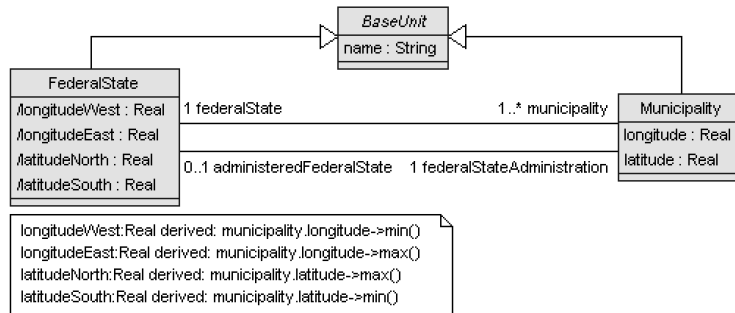 BaseUnit
name : String
FederalState
/longitudeWest : Real
/longitudeEast : Real
/latitudeNorth : Real
/latitudeSouth : Real
1 federalState
1..* municipality
0..1 administeredFederalState
1 federalStateAdministration
Municipality
longitude : Real
latitude : Real
longitudeWest:Real derived: municipality.longitude->min()
longitudeEast:Real derived: municipality.longitude->max()
latitudeNorth:Real derived: municipality.latitude->max()
latitudeSouth:Real derived: municipality.latitude->min()